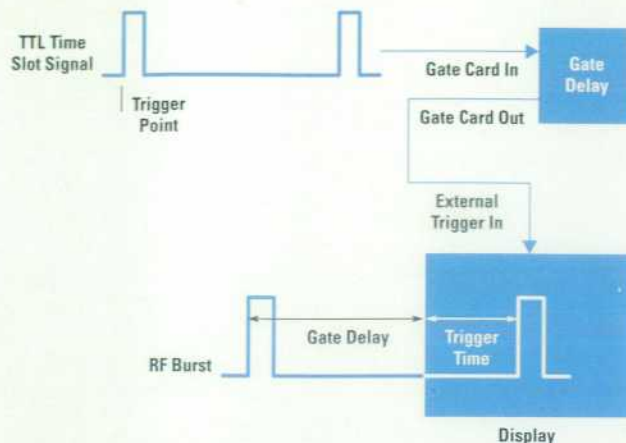 TTL Time
Slot Signal
Trigger
Point
Gate Card In
Gate
Delay
Gate Card Out
External
Trigger In
Gate Delay
Trigger
Time
RF Burst
Display